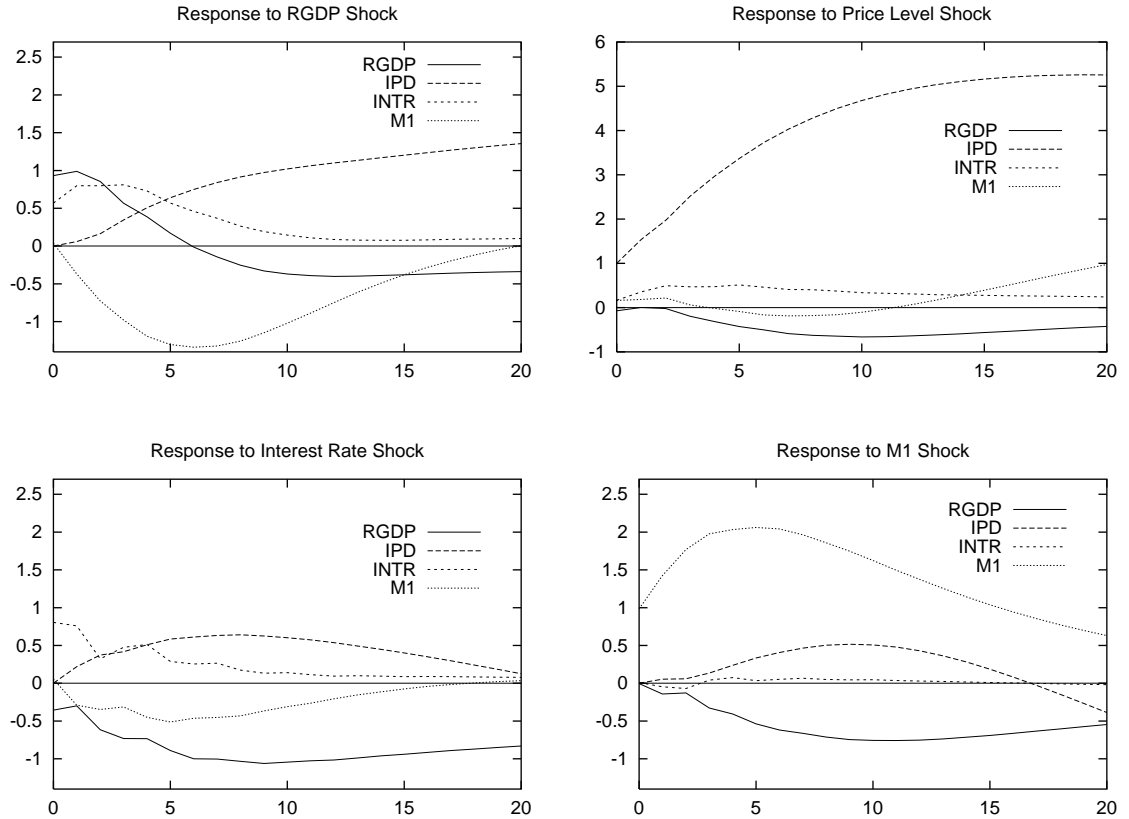 Response to RGDP Shock
2.5
2
1.5
1
0.5
0
-0.5
-1
RGDP
IPD
INTR
M1
0 5 10 15 20
Response to Price Level Shock
6
5
4
3
2
1
0
-1
RGDP
IPD
INTR
M1
0 5 10 15 20
Response to Interest Rate Shock
2.5
2
1.5
1
0.5
0
-0.5
-1
RGDP
IPD
INTR
M1
0 5 10 15 20
Response to M1 Shock
2.5
2
1.5
1
0.5
0
-0.5
-1
RGDP
IPD
INTR
M1
0 5 10 15 20